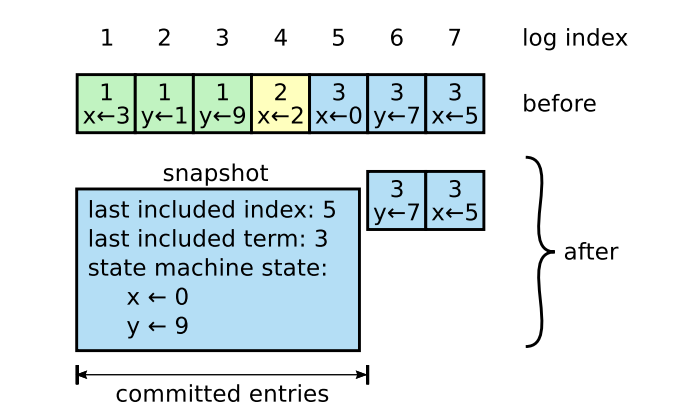 1 2 3 4 5 6 7 log index
1 1 1 2 3 3 3
x←3 y←1 y←9 x←2 x←0 y←7 x←5
before
snapshot
last included index: 5
last included term: 3
state machine state:
x ← 0
y ← 9
3 3
y←7 x←5
after
committed entries